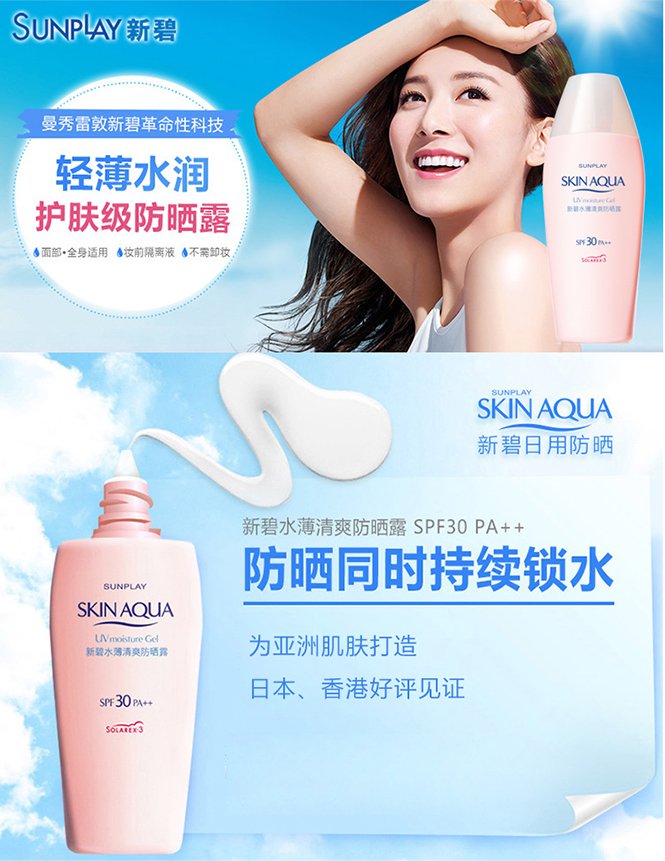 SUNPLAY 新碧
曼秀雷敦新碧革命性科技
轻薄水润
护肤级防晒露
面部•全身适用 妆前隔离液 不需卸妆
SUNPLAY
SKIN AQUA
UV moisture Gel
新碧水薄清爽防晒露
SPF 30 PA++
SOLAREX-3
SUNPLAY
SKIN AQUA
新碧日用防晒
新碧水薄清爽防晒露 SPF30 PA++
防晒同时持续锁水
为亚洲肌肤打造
日本、香港好评见证
SUNPLAY
SKIN AQUA
UV moisture Gel
新碧水薄清爽防晒露
SPF 30 PA++
SOLAREX-3